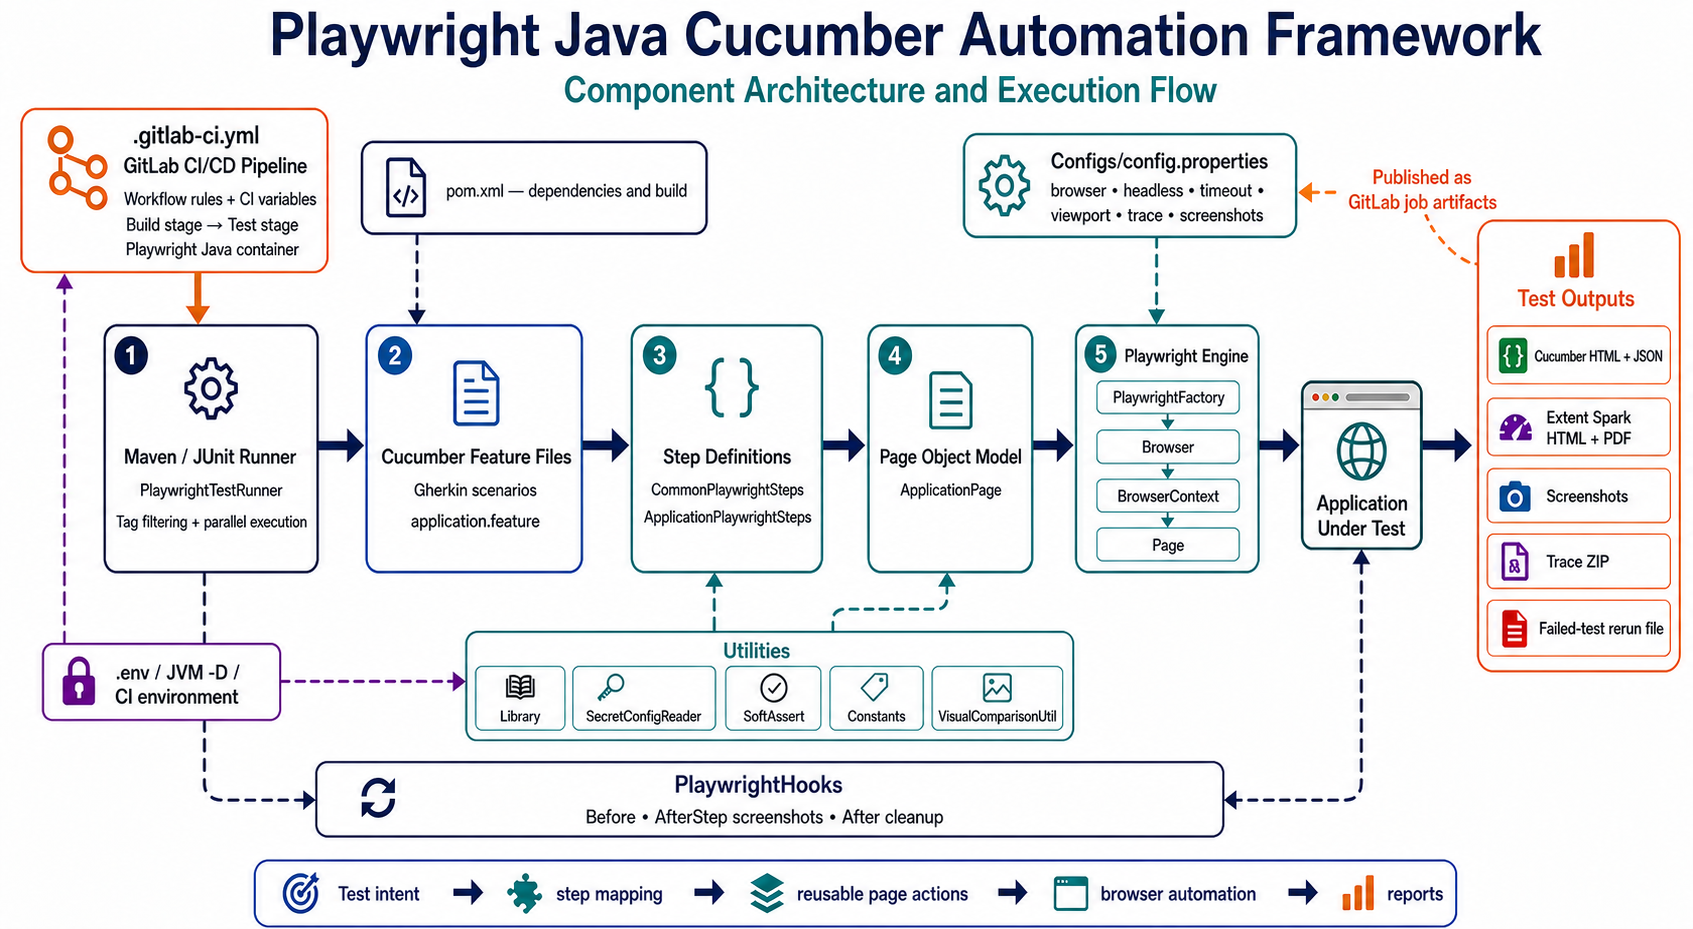 Playwright Java Cucumber Automation Framework
Component Architecture and Execution Flow
.gitlab-ci.yml
GitLab CI/CD Pipeline
Workflow rules + CI variables
Build stage → Test stage
Playwright Java container
pom.xml — dependencies and build
Configs/config.properties
browser • headless • timeout •
viewport • trace • screenshots
Published as
GitLab job artifacts
1
Maven / JUnit Runner
PlaywrightTestRunner
Tag filtering + parallel execution
2
Cucumber Feature Files
Gherkin scenarios
application.feature
3
Step Definitions
CommonPlaywrightSteps
ApplicationPlaywrightSteps
4
Page Object Model
ApplicationPage
5
Playwright Engine
PlaywrightFactory
Browser
BrowserContext
Page
Application
Under Test
Test Outputs
Cucumber HTML + JSON
Extent Spark
HTML + PDF
Screenshots
Trace ZIP
Failed-test rerun file
.env / JVM -D /
CI environment
Utilities
Library
SecretConfigReader
SoftAssert
Constants
VisualComparisonUtil
PlaywrightHooks
Before • AfterStep screenshots • After cleanup
Test intent
step mapping
reusable page actions
browser automation
reports